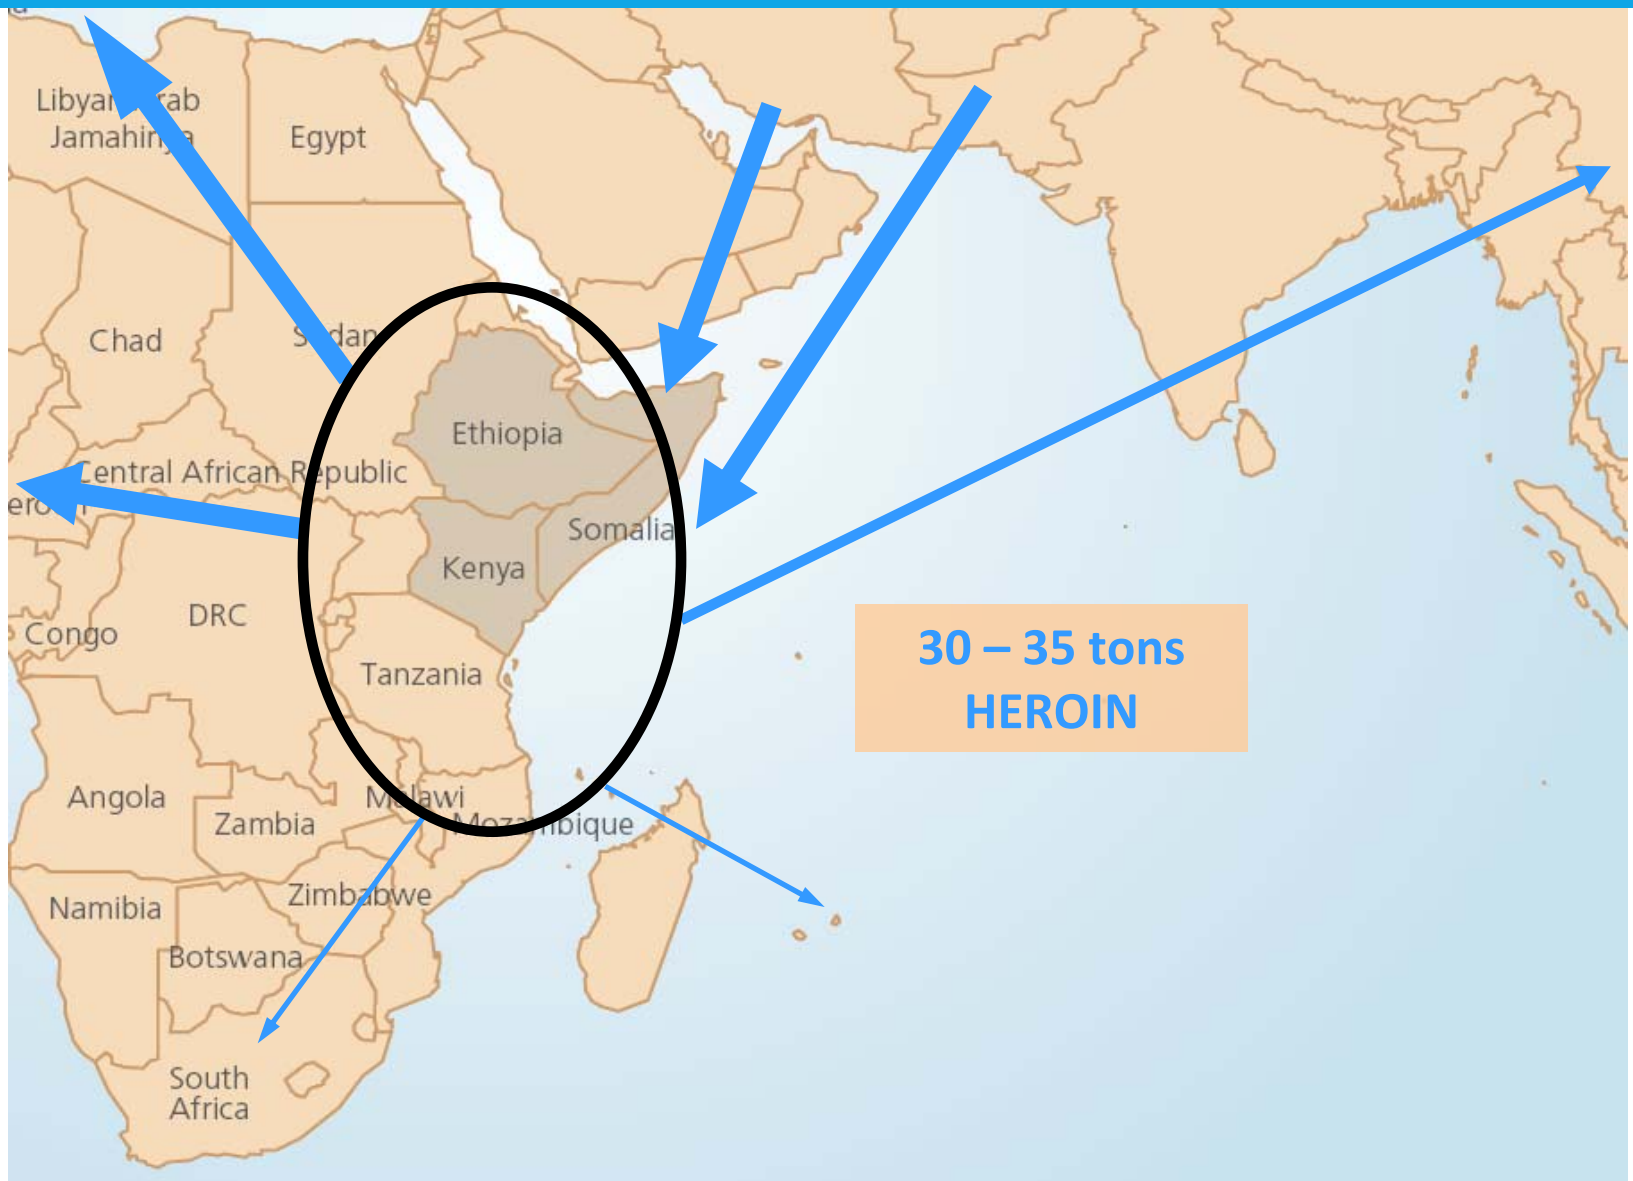 Libyan Arab
Jamahiriya
Egypt
Chad
Sudan
Ethiopia
Central African Republic
Somalia
Kenya
DRC
Congo
Tanzania
30 – 35 tons
HEROIN
Angola
Malawi
Zambia
Mozambique
Zimbabwe
Namibia
Botswana
South
Africa